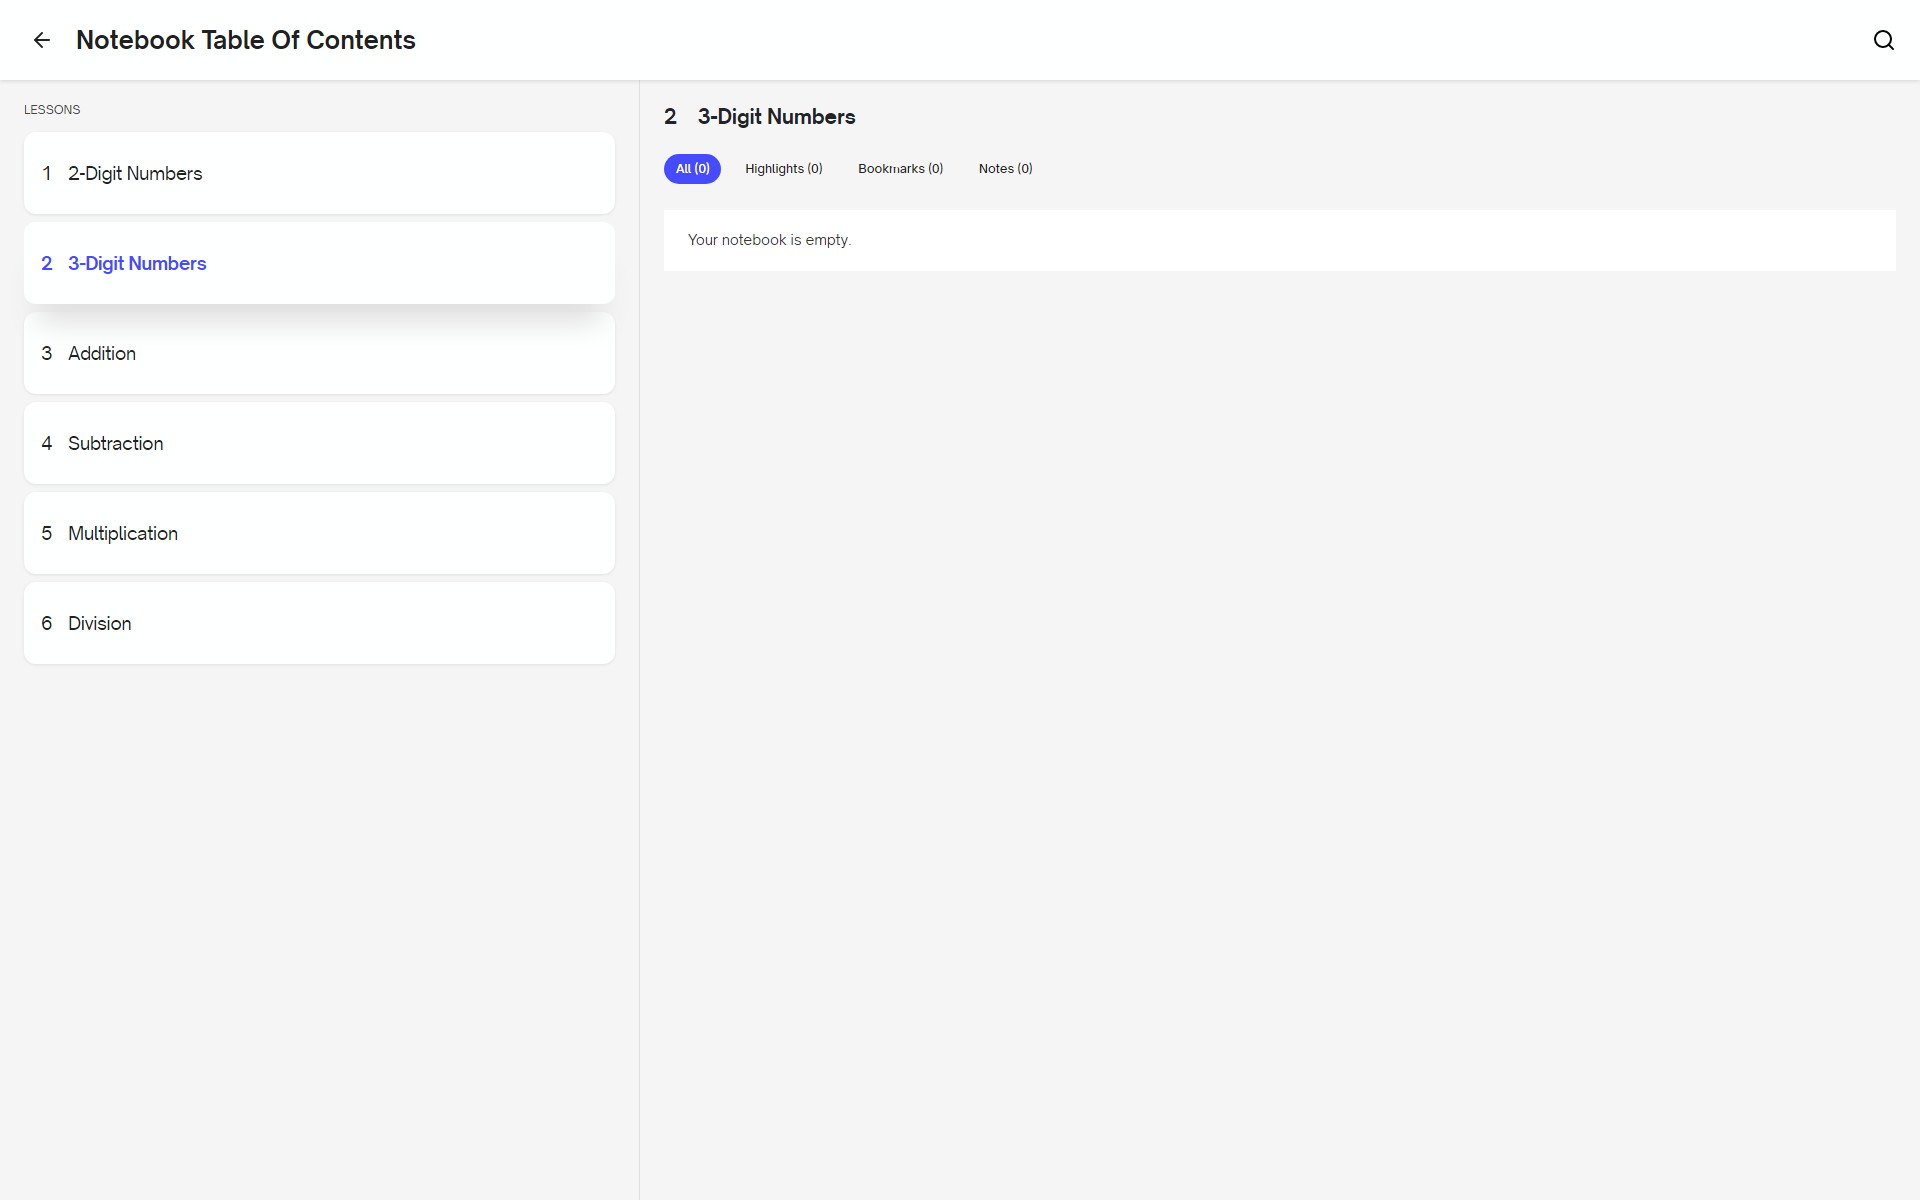 Notebook Table Of Contents
LESSONS
1 2-Digit Numbers
2 3-Digit Numbers
3 Addition
4 Subtraction
5 Multiplication
6 Division
2 3-Digit Numbers
All (0) Highlights (0) Bookmarks (0) Notes (0)
Your notebook is empty.